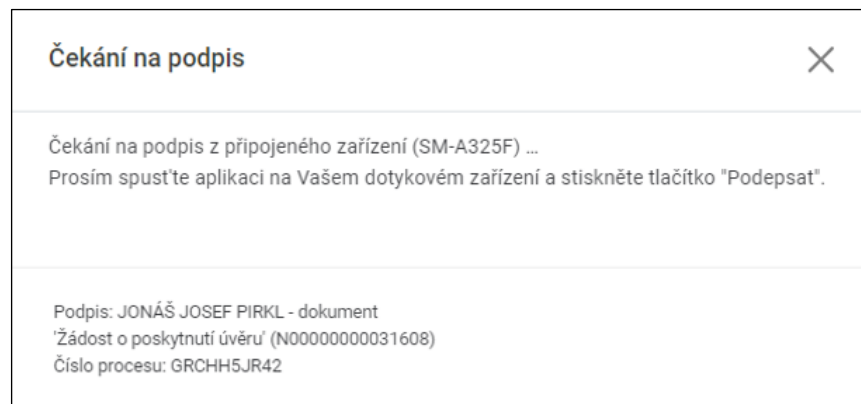 Čekání na podpis
Čekání na podpis z připojeného zařízení (SM-A325F) ...
Prosím spusťte aplikaci na Vašem dotykovém zařízení a stiskněte tlačítko "Podepsat".
Podpis: JONÁŠ JOSEF PIRKL - dokument
'Žádost o poskytnutí úvěru' (N00000000031608)
Číslo procesu: GRCHH5JR42